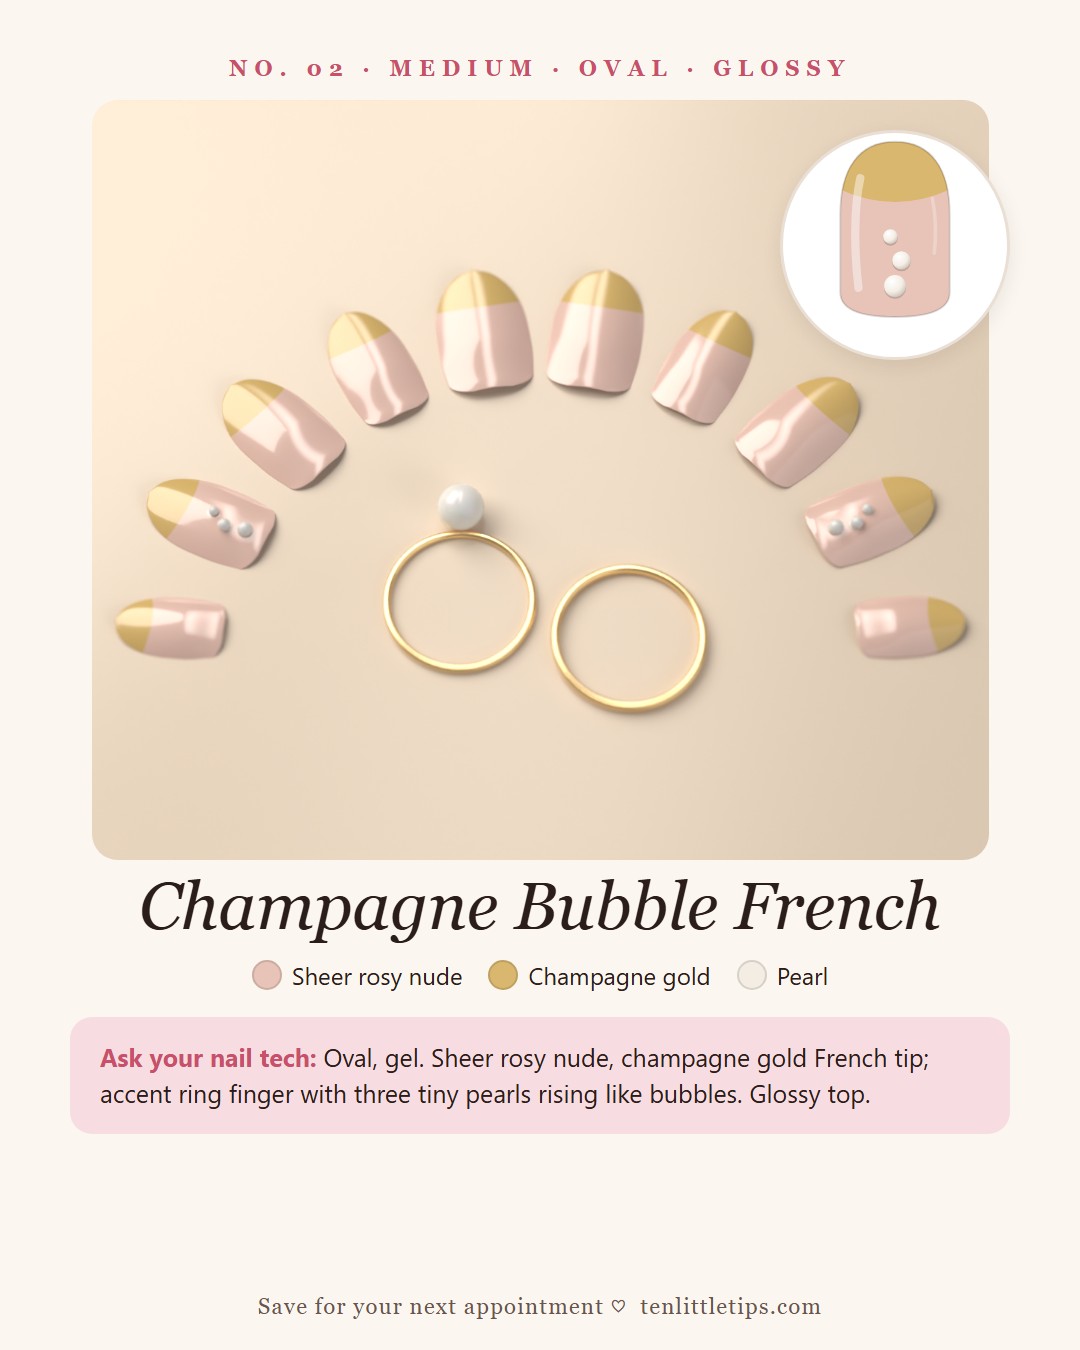 NO. 02 · MEDIUM · OVAL · GLOSSY
Champagne Bubble French
Sheer rosy nude Champagne gold Pearl
Ask your nail tech: Oval, gel. Sheer rosy nude, champagne gold French tip;
accent ring finger with three tiny pearls rising like bubbles. Glossy top.
Save for your next appointment ♡ tenlittletips.com